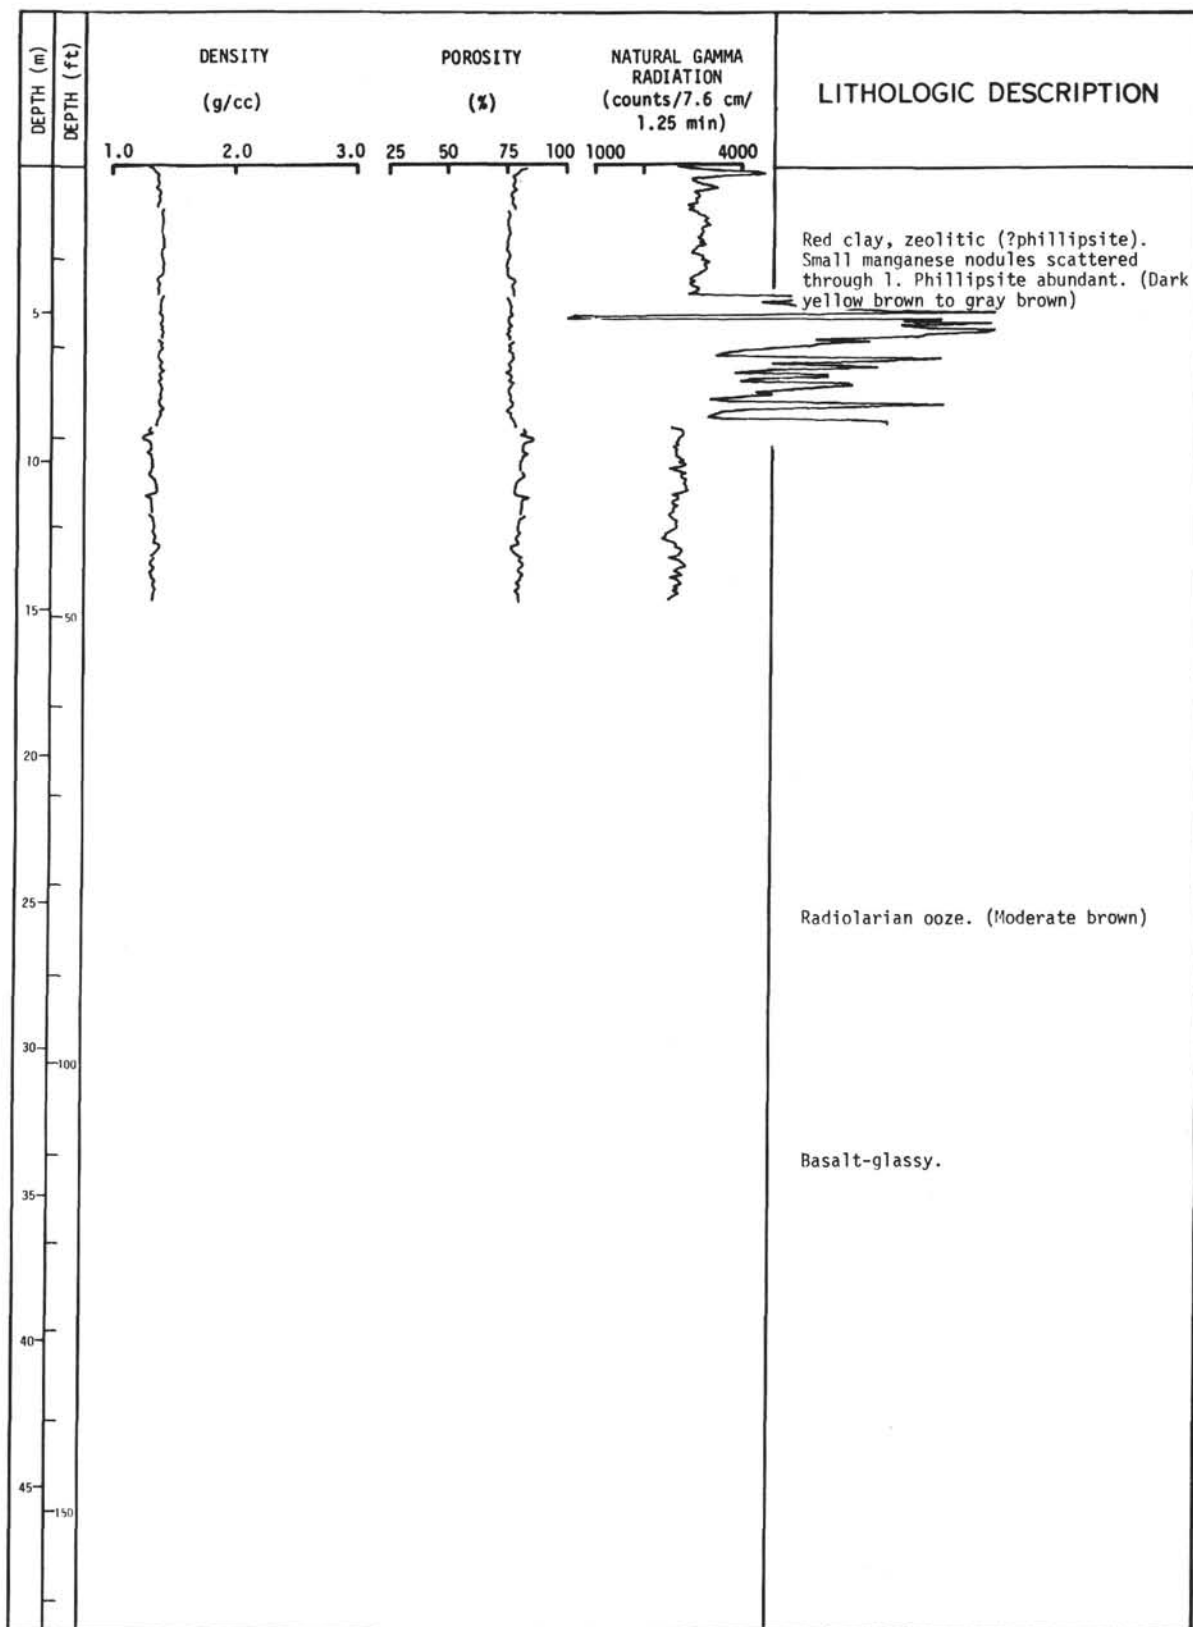 DEPTH (m)
DEPTH (ft)
DENSITY
(g/cc)
1.0 2.0 3.0
POROSITY
(%)
25 50 75 100
NATURAL GAMMA
RADIATION
(counts/7.6 cm/
1.25 min)
1000 4000
LITHOLOGIC DESCRIPTION
Red clay, zeolitic (?phillipsite).
Small manganese nodules scattered
through 1. Phillipsite abundant. (Dark
yellow brown to gray brown)
5
10
15
50
20
25
Radiolarian ooze. (Moderate brown)
30
100
Basalt-glassy.
35
40
45
150